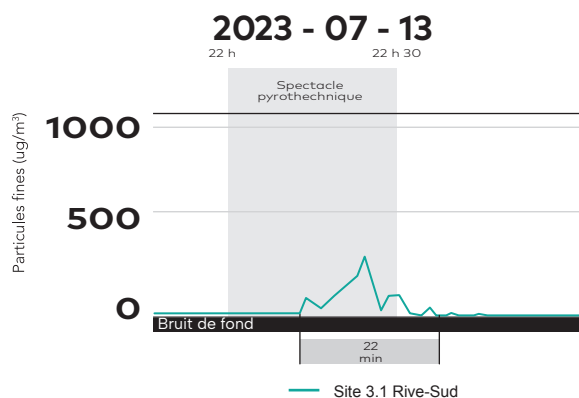 2023 - 07 - 13
22 h
22 h 30
Spectacle
pyrothechnique
Particules fines (ug/m³)
1000
500
0
Bruit de fond
22
min
Site 3.1 Rive-Sud